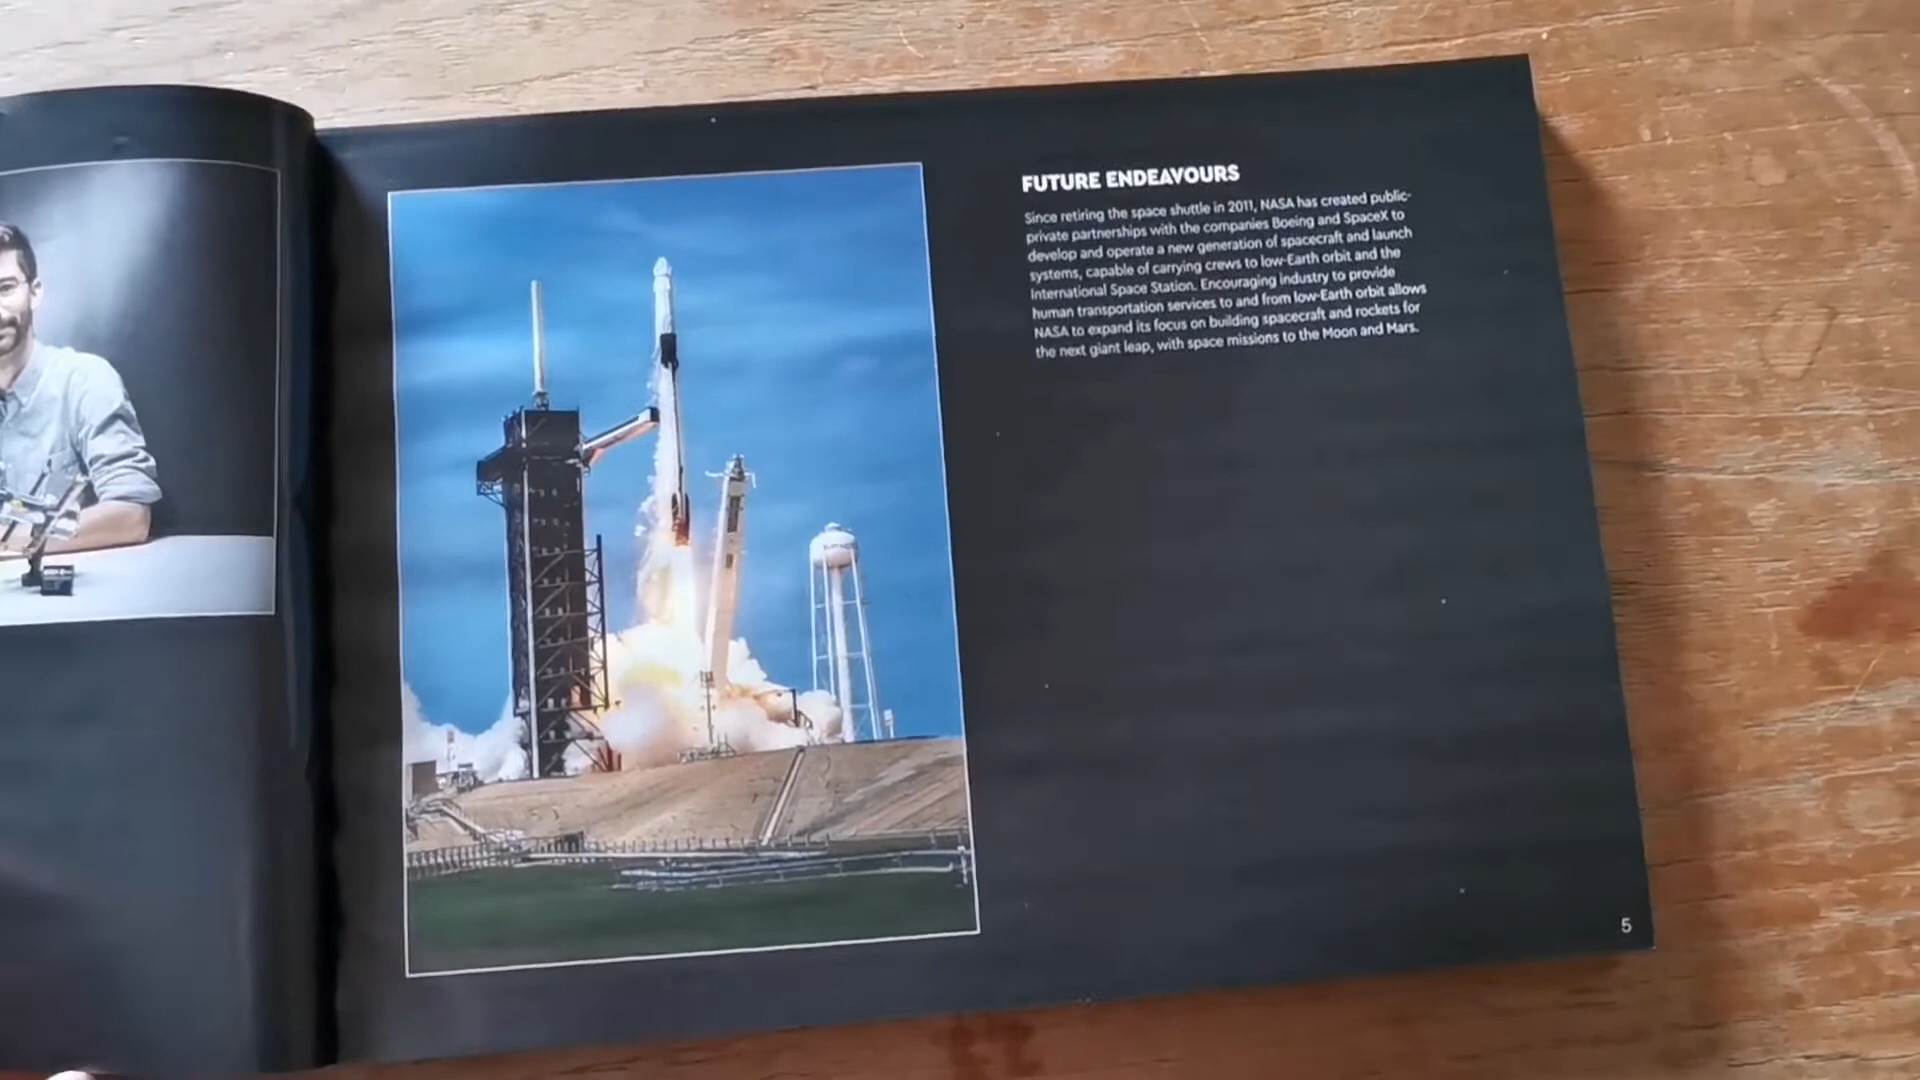 FUTURE ENDEAVOURS
Since retiring the space shuttle in 2011, NASA has created public-
private partnerships with the companies Boeing and SpaceX to
develop and operate a new generation of spacecraft and launch
systems, capable of carrying crews to low-Earth orbit and the
International Space Station. Encouraging industry to provide
human transportation services to and from low-Earth orbit allows
NASA to expand its focus on building spacecraft and rockets for
the next giant leap, with space missions to the Moon and Mars.
5